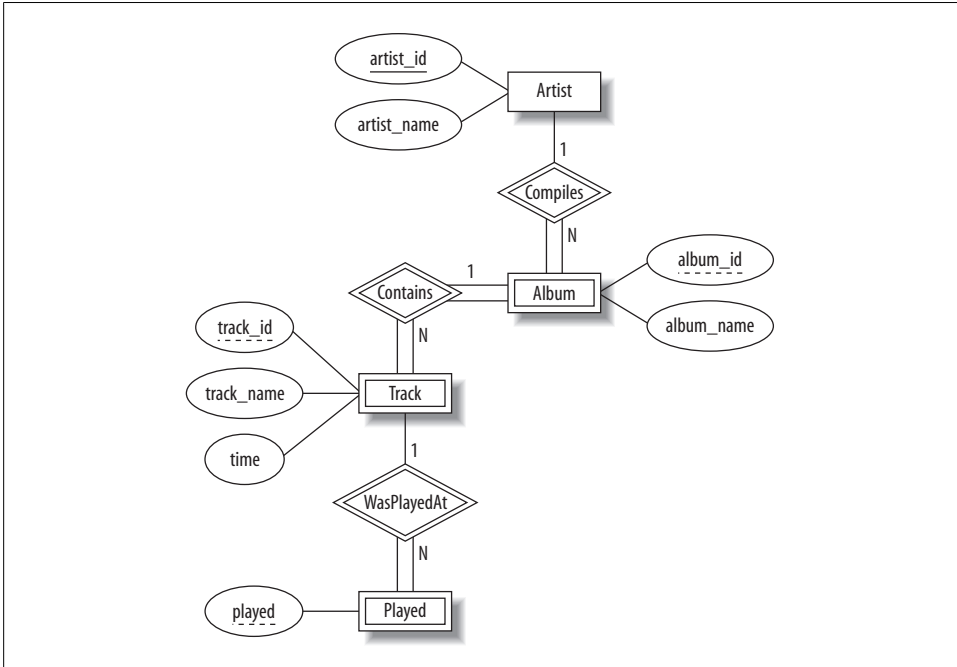 artist_id
Artist
artist_name
1
Compiles
N
album_id
1
Contains
Album
album_name
N
track_id
track_name
Track
time
1
WasPlayedAt
N
played
Played